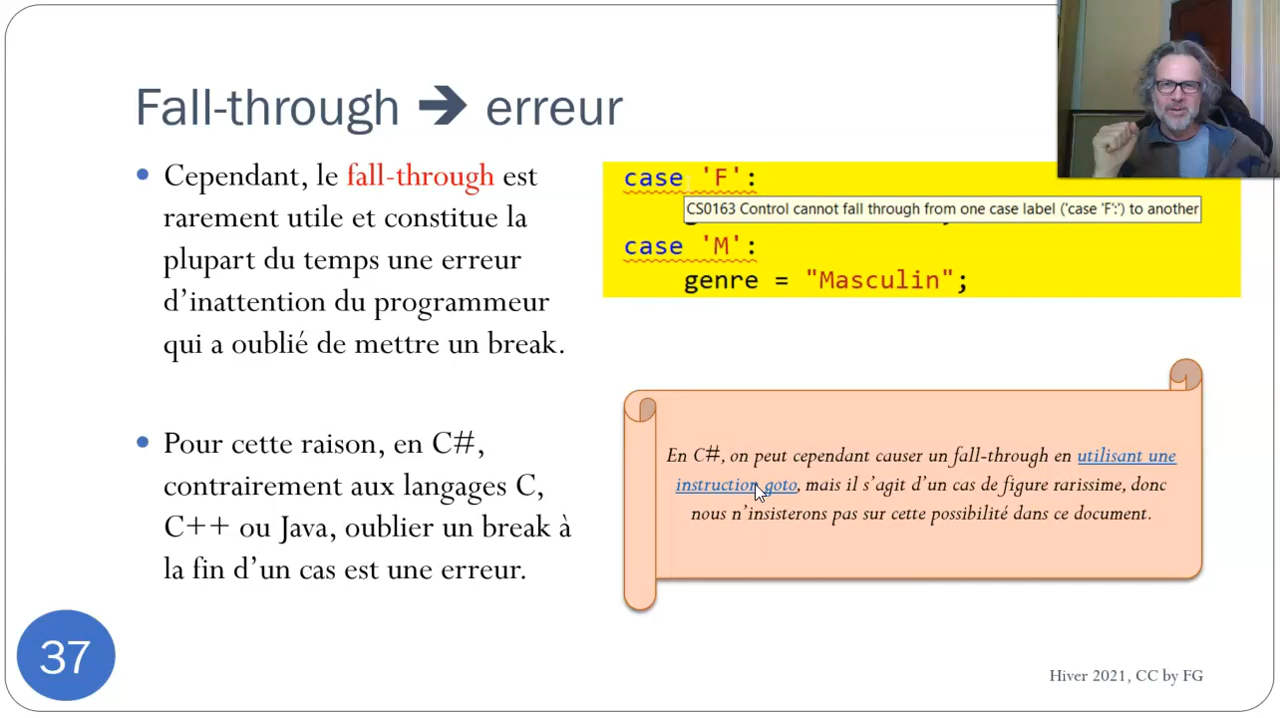 Fall-through ➔ erreur
• Cependant, le fall-through est
rarement utile et constitue la
plupart du temps une erreur
d’inattention du programmeur
qui a oublié de mettre un break.
• Pour cette raison, en C#,
contrairement aux langages C,
C++ ou Java, oublier un break à
la fin d’un cas est une erreur.
case 'F':
CS0163 Control cannot fall through from one case label ('case 'F':') to another
case 'M':
genre = "Masculin";
En C#, on peut cependant causer un fall-through en utilisant une
instruction goto, mais il s’agit d’un cas de figure rarissime, donc
nous n’insisterons pas sur cette possibilité dans ce document.
37
Hiver 2021, CC by FG